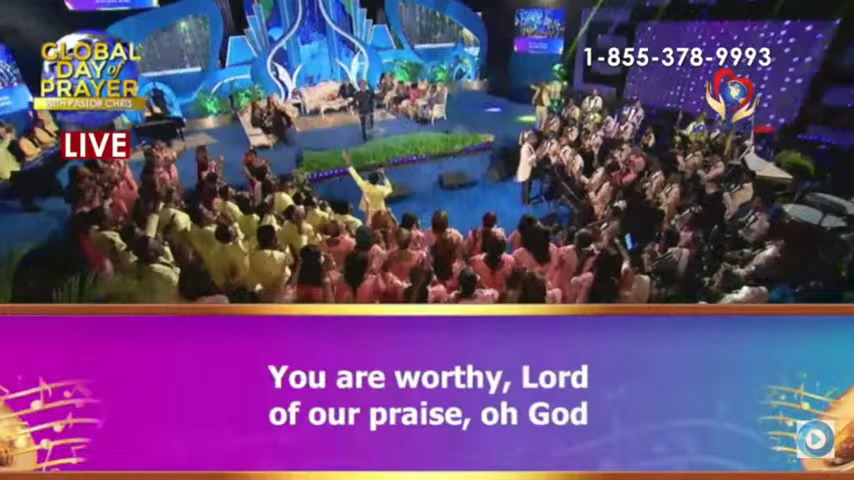 GLOBAL
DAY of
PRAYER
WITH PASTOR CHRIS
LIVE
1-855-378-9993
You are worthy, Lord
of our praise, oh God